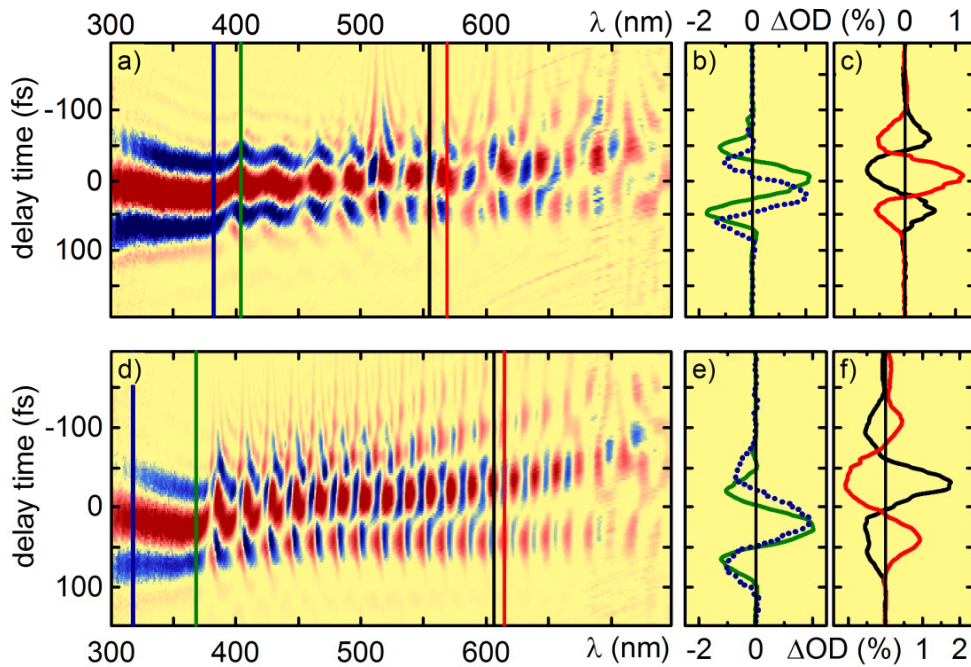 300 400 500 600 λ (nm) -2 0 ΔOD (%) 0 1
a) b) c)
-100
0
100
delay time (fs)
d) e) f)
-100
0
100
delay time (fs)
300 400 500 600 λ (nm) -2 0 ΔOD (%) 0 1 2